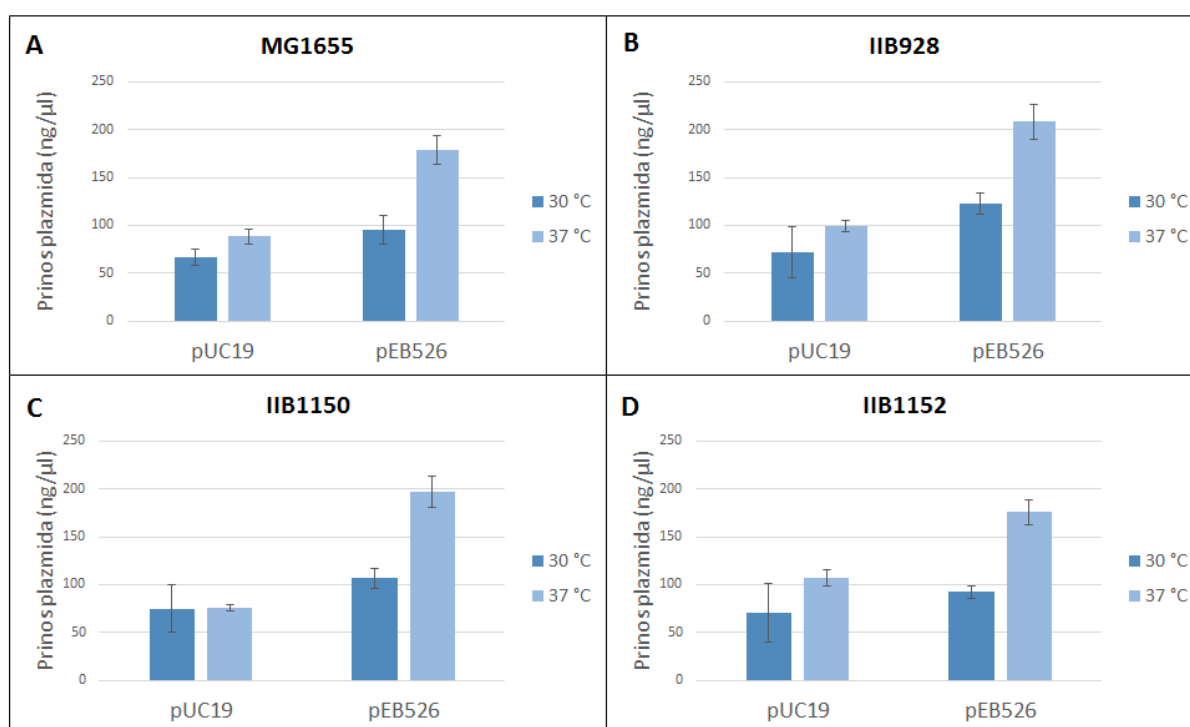 A
MG1655
Prinos plazmida (ng/µl)
250
200
150
100
50
0
pUC19
pEB526
30 °C
37 °C
B
IIB928
Prinos plazmida (ng/µl)
250
200
150
100
50
0
pUC19
pEB526
30 °C
37 °C
C
IIB1150
Prinos plazmida (ng/µl)
250
200
150
100
50
0
pUC19
pEB526
30 °C
37 °C
D
IIB1152
Prinos plazmida (ng/µl)
250
200
150
100
50
0
pUC19
pEB526
30 °C
37 °C